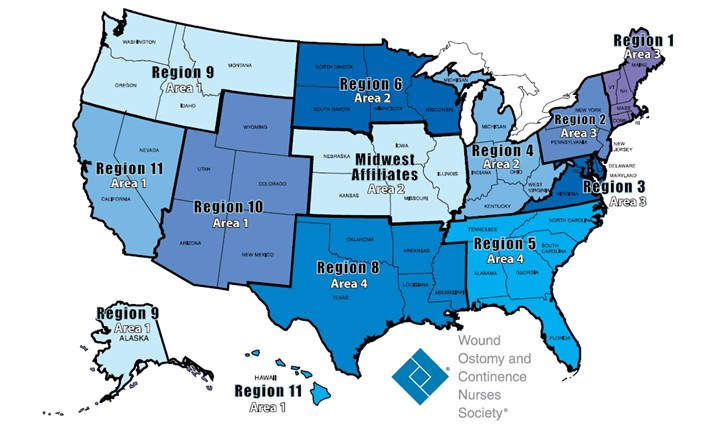 WASHINGTON
OREGON
MONTANA
IDAHO
Region 9
Area 1
NORTH DAKOTA
SOUTH DAKOTA
MINNESOTA
WISCONSIN
Region 6
Area 2
MICHIGAN
MICHIGAN
INDIANA
OHIO
WEST
VIRGINIA
KENTUCKY
Region 4
Area 2
Region 1
Area 3
MAINE
VT
NH
MASS
CONN
RI
NEW YORK
Region 2
Area 3
PENNSYLVANIA
NEW
JERSEY
DELAWARE
MARYLAND
VIRGINIA
Region 3
Area 3
NEVADA
Region 11
Area 1
CALIFORNIA
WYOMING
UTAH
COLORADO
Region 10
Area 1
ARIZONA
NEW MEXICO
NEBRASKA
IOWA
Midwest
Affiliates
Area 2
KANSAS
MISSOURI
ILLINOIS
OKLAHOMA
ARKANSAS
Region 8
Area 4
TEXAS
LOUISIANA
MISSISSIPPI
TENNESSEE
NORTH CAROLINA
Region 5
Area 4
SOUTH
CAROLINA
ALABAMA
GEORGIA
FLORIDA
Region 9
Area 1
ALASKA
HAWAII
Region 11
Area 1
Wound
Ostomy and
Continence
Nurses
Society®
®